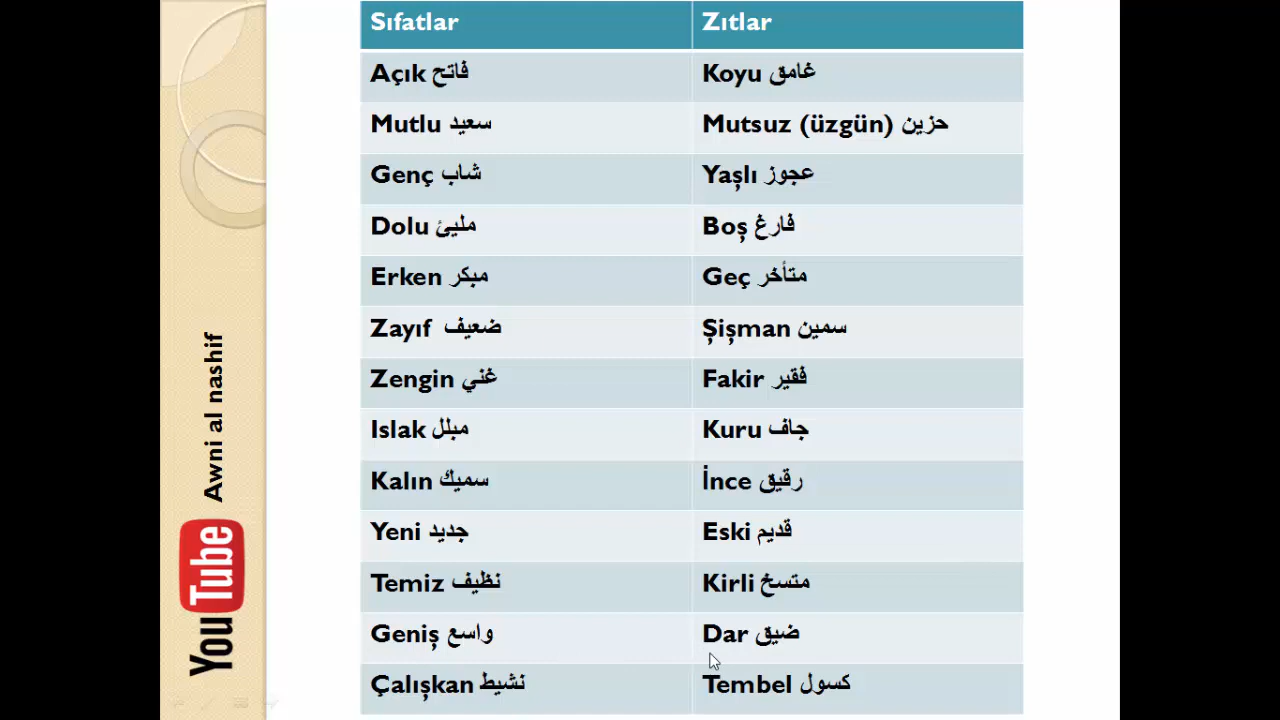 Sıfatlar Zıtlar
Açık فاتح Koyu غامق
Mutlu سعيد Mutsuz (üzgün) حزين
Genç شاب Yaşlı عجوز
Dolu مليئ Boş فارغ
Erken مبكر Geç متأخر
Zayıf ضعيف Şişman سمين
Zengin غني Fakir فقير
Islak مبلل Kuru جاف
Kalın سميك İnce رقيق
Yeni جديد Eski قديم
Temiz نظيف Kirli متسخ
Geniş واسع Dar ضيق
Çalışkan نشيط Tembel كسول
YouTube Awni al nashif